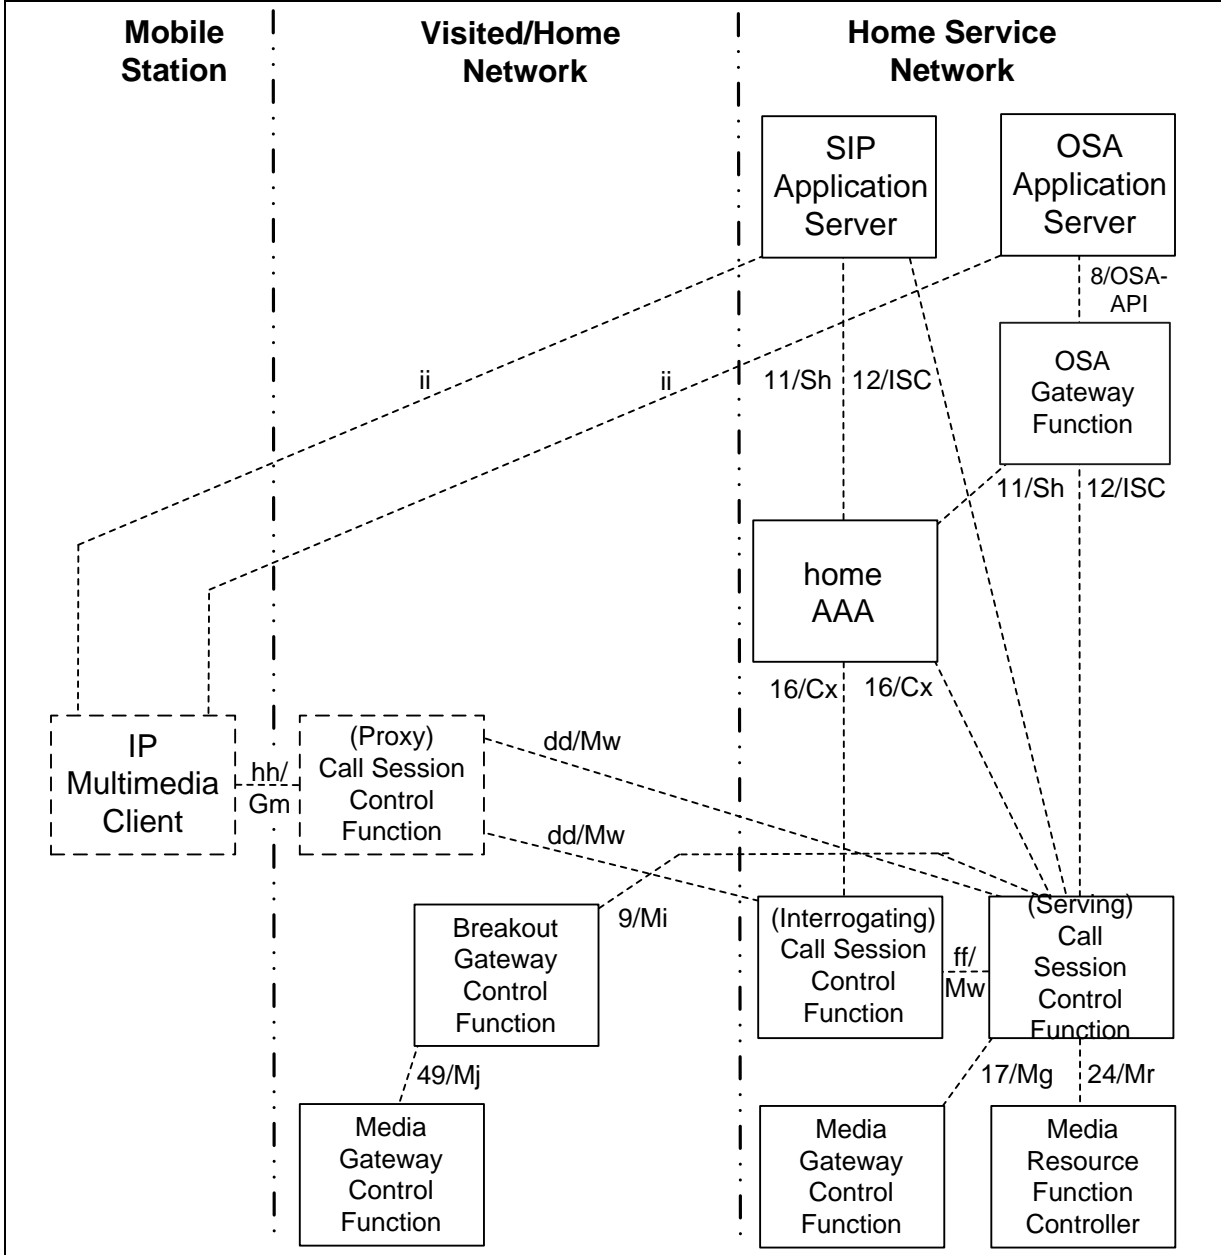 Mobile
Station
Visited/Home
Network
Home Service
Network
SIP
Application
Server
OSA
Application
Server
8/OSA-
API
OSA
Gateway
Function
ii
ii
11/Sh
12/ISC
11/Sh
12/ISC
home
AAA
16/Cx
16/Cx
IP
Multimedia
Client
hh/
Gm
(Proxy)
Call Session
Control
Function
dd/Mw
dd/Mw
9/Mi
Breakout
Gateway
Control
Function
(Interrogating)
Call Session
Control
Function
ff/
Mw
(Serving)
Call
Session
Control
Function
49/Mj
17/Mg
24/Mr
Media
Gateway
Control
Function
Media
Gateway
Control
Function
Media
Resource
Function
Controller